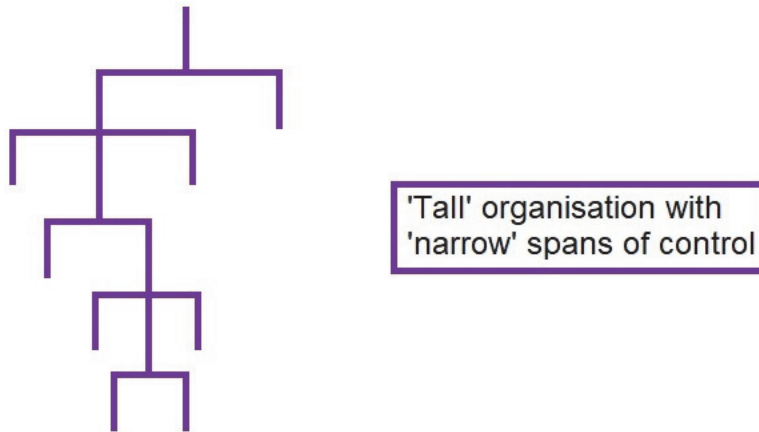 'Tall' organisation with
'narrow' spans of control